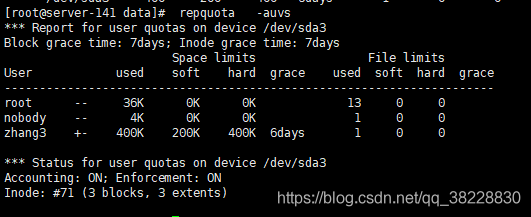 [root@server-141 data]# repquota -auvs
*** Report for user quotas on device /dev/sda3
Block grace time: 7days; Inode grace time: 7days
Space limits File limits
User used soft hard grace used soft hard grace
----------------------------------------------------------------------
root -- 36K 0K 0K 13 0 0
nobody -- 4K 0K 0K 1 0 0
zhang3 +- 400K 200K 400K 6days 1 0 0
*** Status for user quotas on device /dev/sda3
Accounting: ON; Enforcement: ON
Inode: #71 (3 blocks, 3 extents)
https://blog.csdn.net/qq_38228830